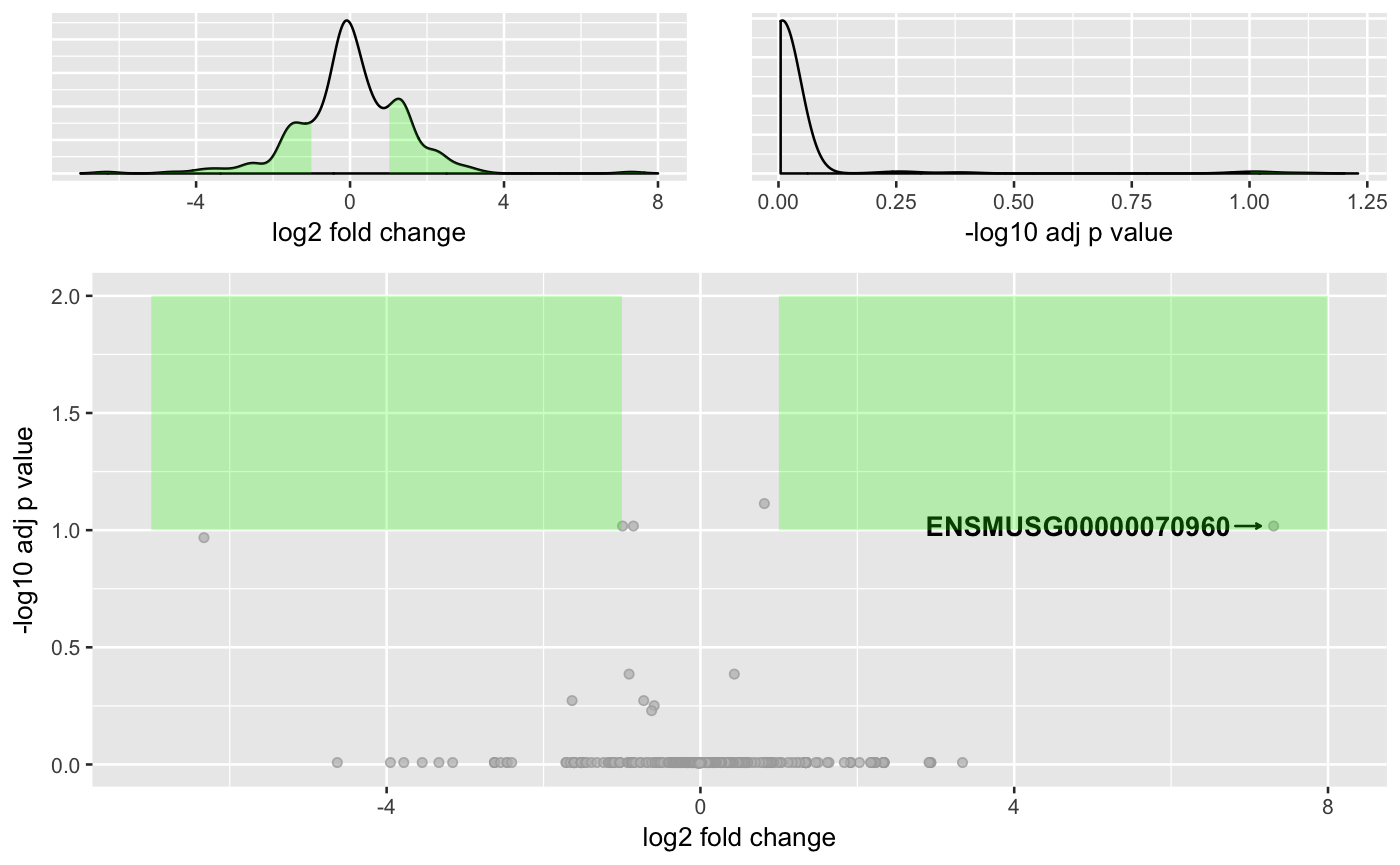 -4 0 4 8
log2 fold change
0.00 0.25 0.50 0.75 1.00 1.25
-log10 adj p value
2.0
1.5
1.0
0.5
0.0
-log10 adj p value
ENSMUSG00000070960
-4 0 4 8
log2 fold change